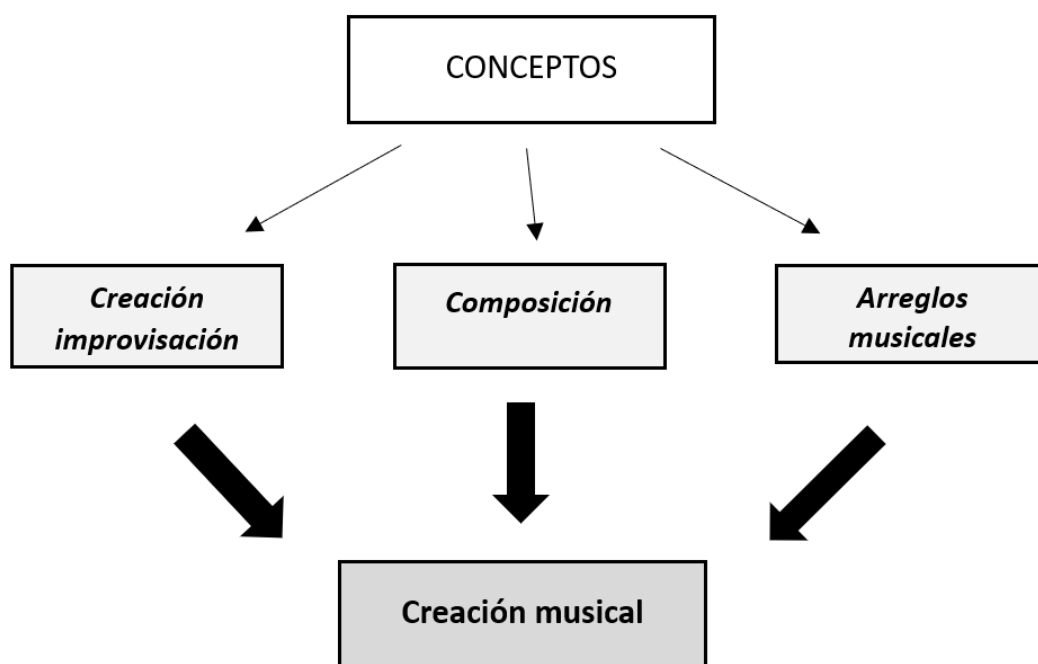 CONCEPTOS
Creación
improvisación
Composición
Arreglos
musicales
Creación musical